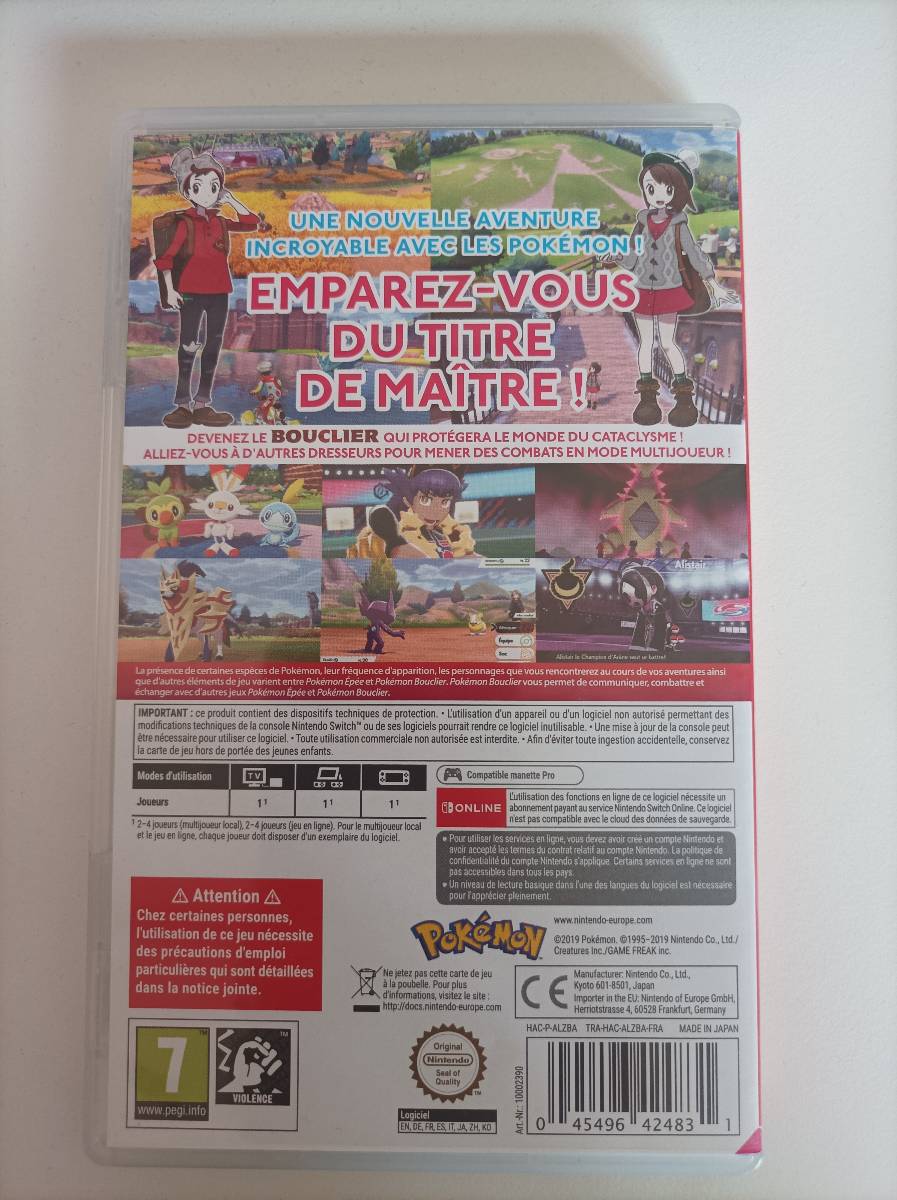 UNE NOUVELLE AVENTURE
INCROYABLE AVEC LES POKÉMON !
EMPAREZ-VOUS
DU TITRE
DE MAÎTRE !
DEVENEZ LE BOUCLIER QUI PROTÉGERA LE MONDE DU CATACLYSME !
ALLIEZ-VOUS À D'AUTRES DRESSEURS POUR MENER DES COMBATS EN MODE MULTIJOUEUR !
Alistair
Équipe
Sac
Alistair le Champion d'Arène veut se battre!
La présence de certaines espèces de Pokémon, leur fréquence d'apparition, les personnages que vous rencontrerez au cours de vos aventures ainsi
que d'autres éléments de jeu varient entre Pokémon Épée et Pokémon Bouclier. Pokémon Bouclier vous permet de communiquer, combattre et
échanger avec d'autres jeux Pokémon Épée et Pokémon Bouclier.
IMPORTANT : ce produit contient des dispositifs techniques de protection. • L'utilisation d'un appareil ou d'un logiciel non autorisé permettant des
modifications techniques de la console Nintendo Switch™ ou de ses logiciels pourrait rendre ce logiciel inutilisable. • Une mise à jour de la console peut
être nécessaire pour utiliser ce logiciel. • Toute utilisation commerciale non autorisée est interdite. • Afin d'éviter toute ingestion accidentelle, conservez
la carte de jeu hors de portée des jeunes enfants.
Modes d'utilisation TV
Joueurs 1¹ 1¹ 1¹
¹ 2-4 joueurs (multijoueur local), 2-4 joueurs (jeu en ligne). Pour le multijoueur local
et le jeu en ligne, chaque joueur doit disposer d'un exemplaire du logiciel.
Compatible manette Pro
ONLINE
L'utilisation des fonctions en ligne de ce logiciel nécessite un
abonnement payant au service Nintendo Switch Online. Ce logiciel
n'est pas compatible avec le cloud des données de sauvegarde.
• Pour utiliser les services en ligne, vous devez avoir créé un compte Nintendo et
avoir accepté les termes du contrat relatif au compte Nintendo. La politique de
confidentialité du compte Nintendo s'applique. Certains services en ligne ne sont
pas accessibles dans tous les pays.
• Un niveau de lecture basique dans l'une des langues du logiciel est nécessaire
pour l'apprécier pleinement.
⚠ Attention ⚠
Chez certaines personnes,
l'utilisation de ce jeu nécessite
des précautions d'emploi
particulières qui sont détaillées
dans la notice jointe.
POKéMON
www.nintendo-europe.com
©2019 Pokémon. ©1995-2019 Nintendo Co., Ltd./
Creatures Inc./GAME FREAK inc.
Ne jetez pas cette carte de jeu
à la poubelle. Pour plus
d'informations, visitez le site :
http://docs.nintendo-europe.com
CE
Manufacturer: Nintendo Co., Ltd.,
Kyoto 601-8501, Japan
Importer in the EU: Nintendo of Europe GmbH,
Herriotstrasse 4, 60528 Frankfurt, Germany
HAC-P-ALZBA TRA-HAC-ALZBA-FRA MADE IN JAPAN
7
www.pegi.info
VIOLENCE
Original
Nintendo
Seal of
Quality
TM
Logiciel
EN, DE, FR, ES, IT, JA, ZH, KO
Art.-Nr.: 10002390
0 45496 42483 1